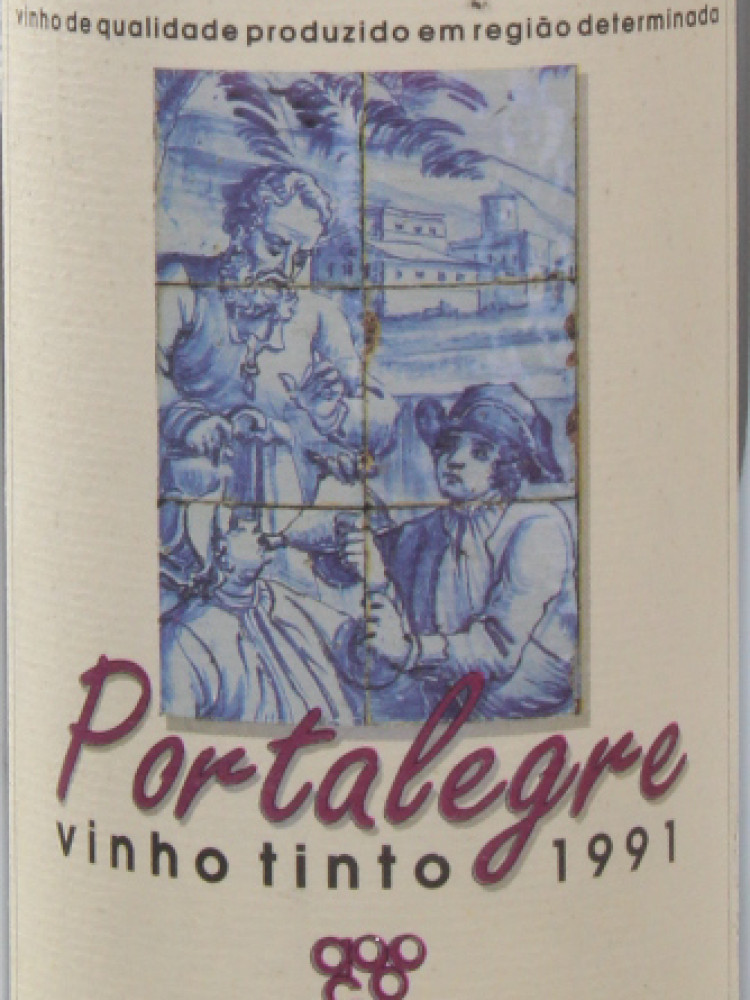 vinho de qualidade produzido em região determinada
Portalegre
vinho tinto 1991